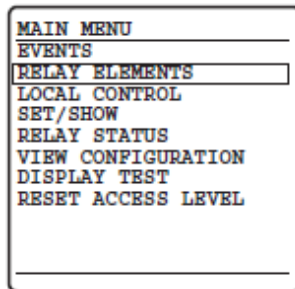 MAIN MENU
EVENTS
RELAY ELEMENTS
LOCAL CONTROL
SET/SHOW
RELAY STATUS
VIEW CONFIGURATION
DISPLAY TEST
RESET ACCESS LEVEL